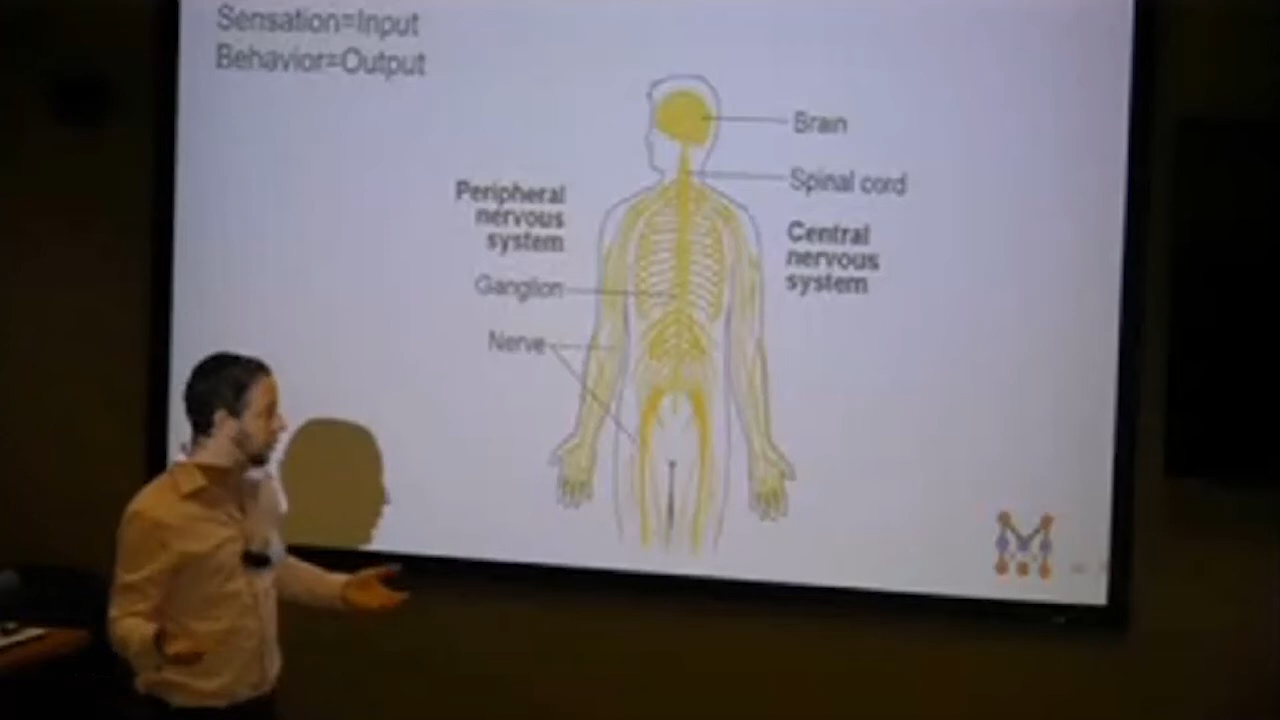 Sensation=Input
Behavior=Output
Brain
Spinal cord
Peripheral
nervous
system
Central
nervous
system
Ganglion
Nerve